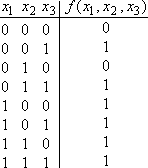 x1 x2 x3 f(x1, x2, x3)
0 0 0 0
0 0 1 1
0 1 0 0
0 1 1 1
1 0 0 1
1 0 1 1
1 1 0 1
1 1 1 1